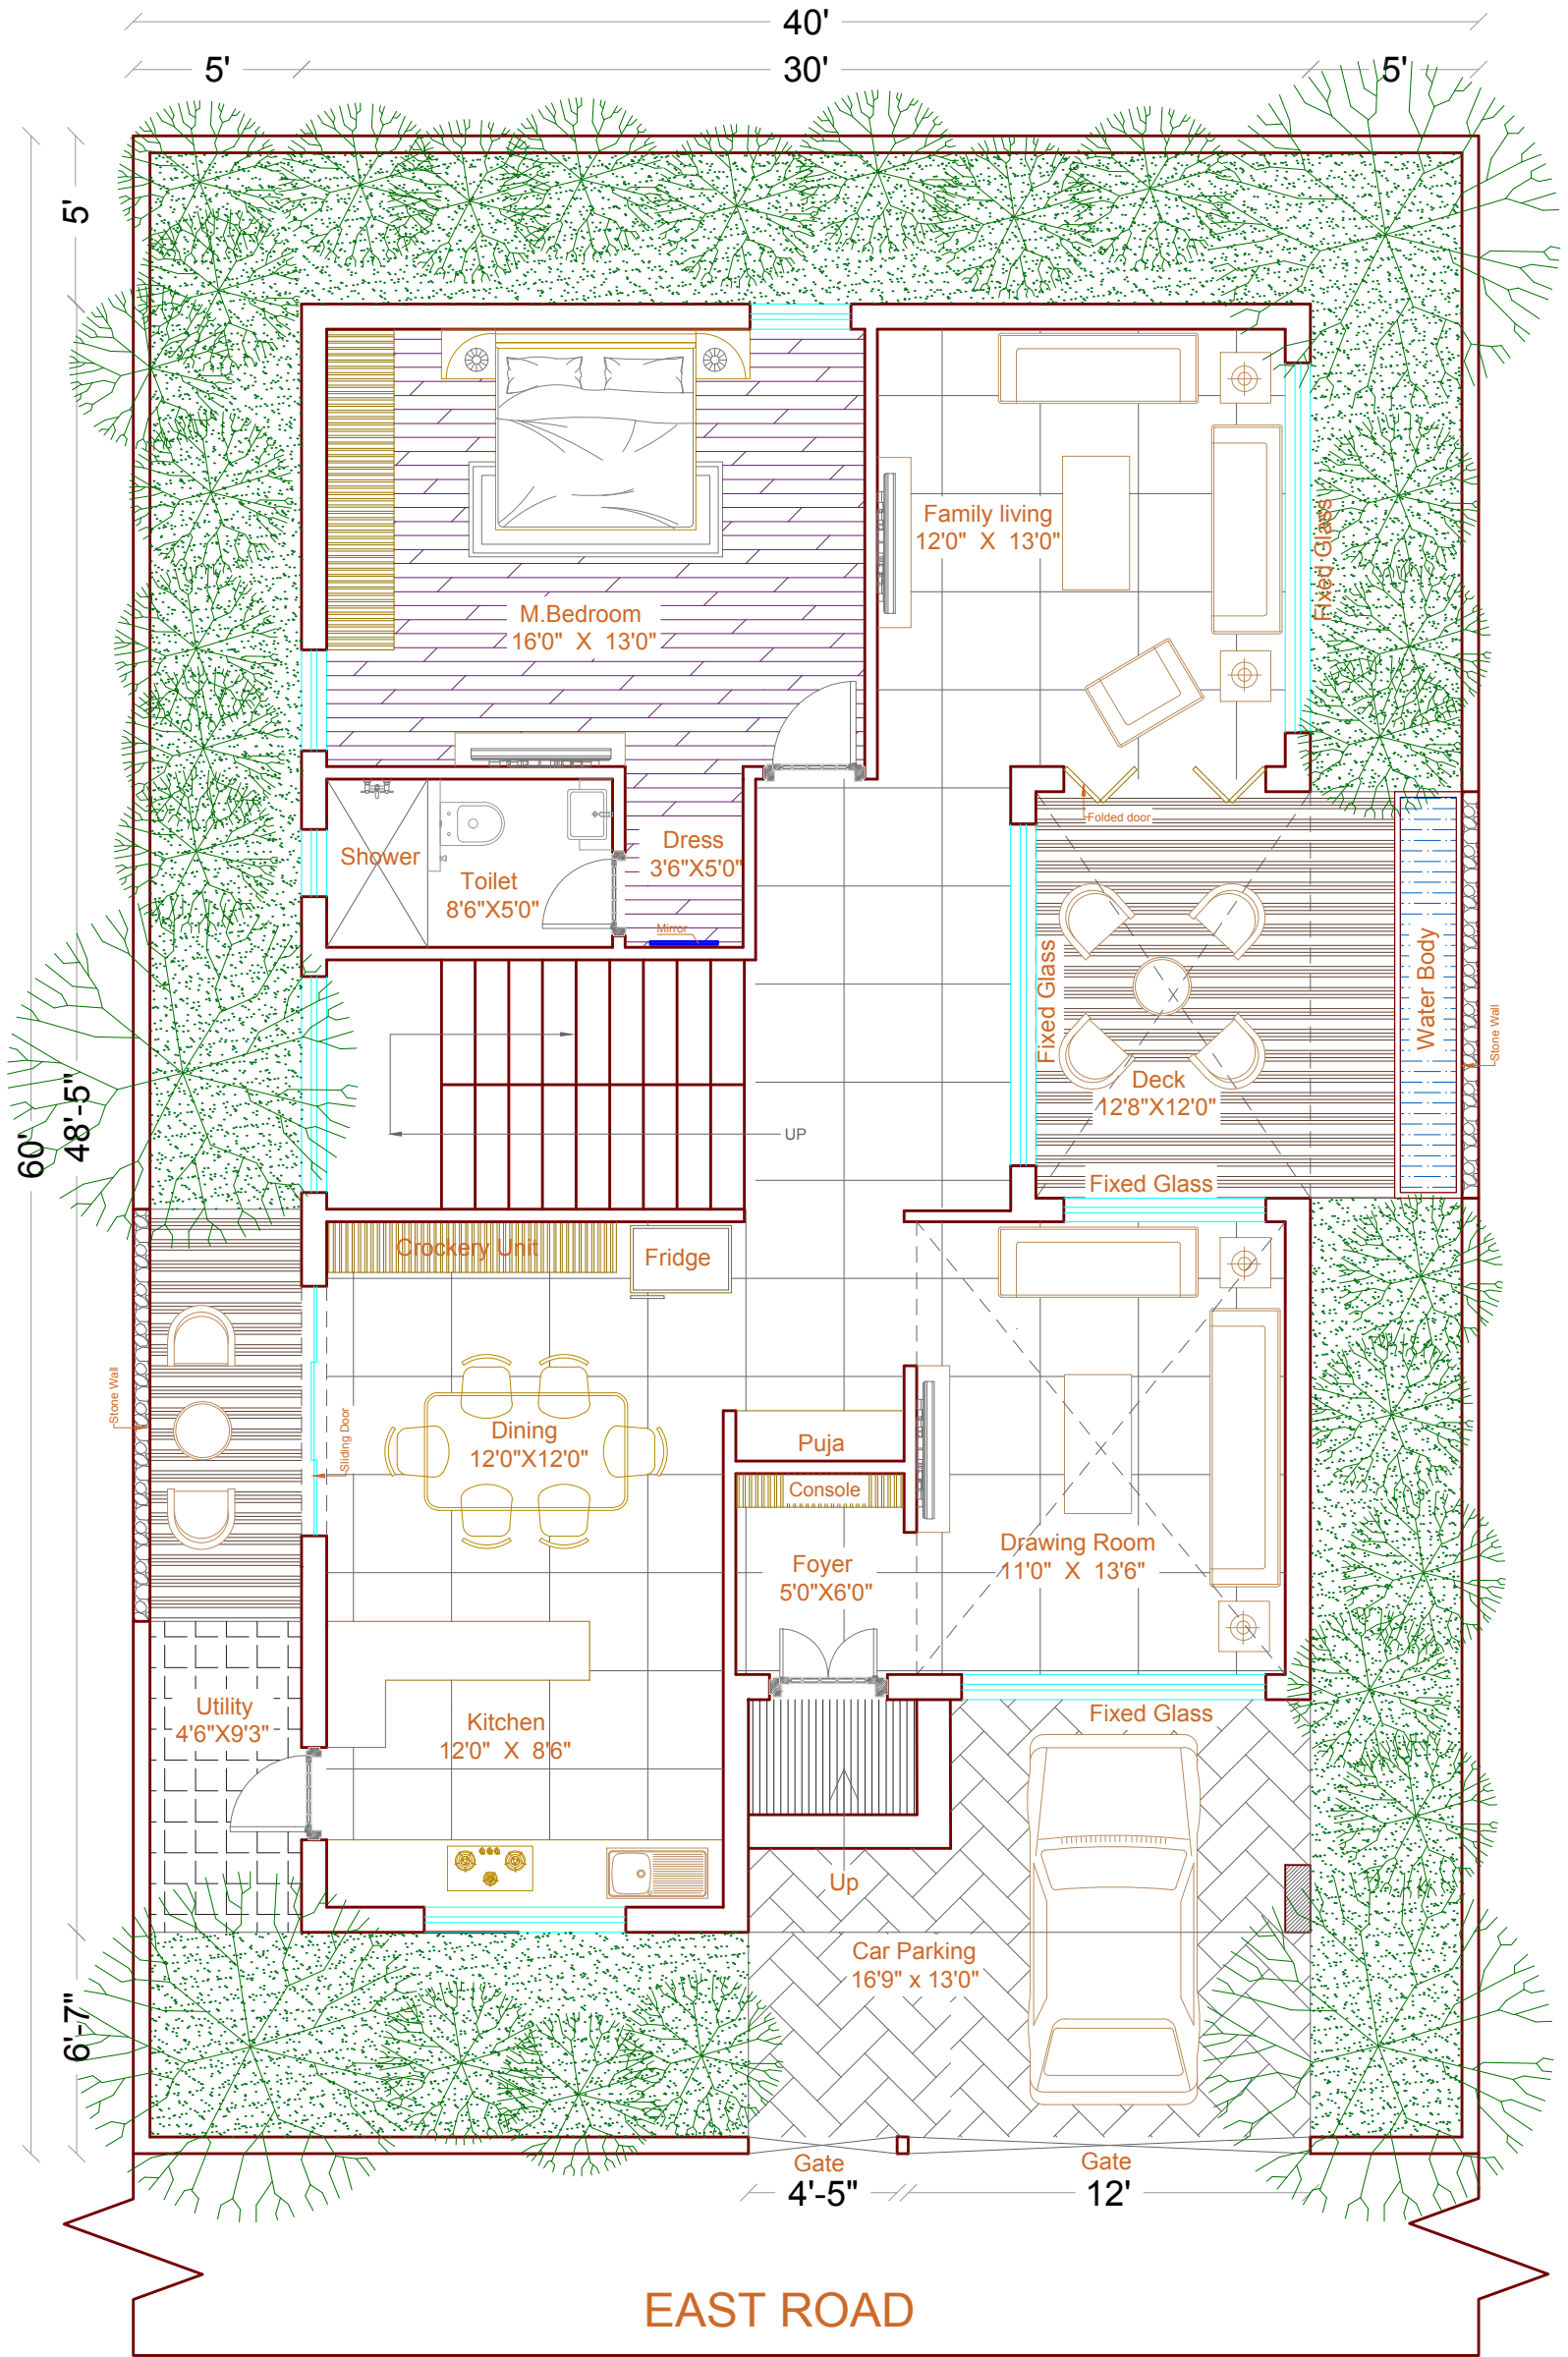 40'
5'
30'
5'
5'
Family living
12'0" X 13'0"
Fixed Glass
M.Bedroom
16'0" X 13'0"
Folded door
Shower
Toilet
8'6"X5'0"
Dress
3'6"X5'0"
Mirror
Fixed Glass
Water Body
Stone Wall
Deck
12'8"X12'0"
60'
48'-5"
UP
Fixed Glass
Crockery Unit
Fridge
Stone Wall
Sliding Door
Dining
12'0"X12'0"
Puja
Console
Foyer
5'0"X6'0"
Drawing Room
11'0" X 13'6"
Utility
4'6"X9'3"
Kitchen
12'0" X 8'6"
Fixed Glass
Up
Car Parking
16'9" x 13'0"
6'-7"
Gate
4'-5"
Gate
12'
EAST ROAD